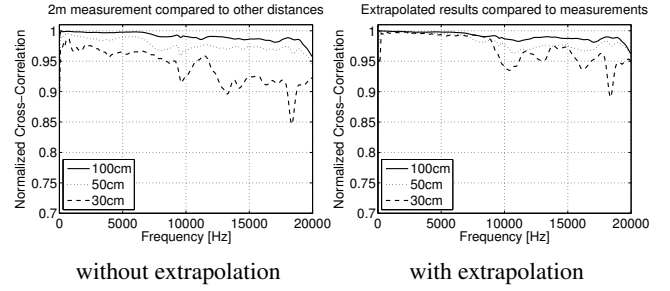 2m measurement compared to other distances
Normalized Cross−Correlation
1
0.95
0.9
0.85
0.8
0.75
0.7
100cm
50cm
30cm
0 5000 10000 15000 20000
Frequency [Hz]
without extrapolation
Extrapolated results compared to measurements
Normalized Cross−Correlation
1
0.95
0.9
0.85
0.8
0.75
0.7
100cm
50cm
30cm
0 5000 10000 15000 20000
Frequency [Hz]
with extrapolation